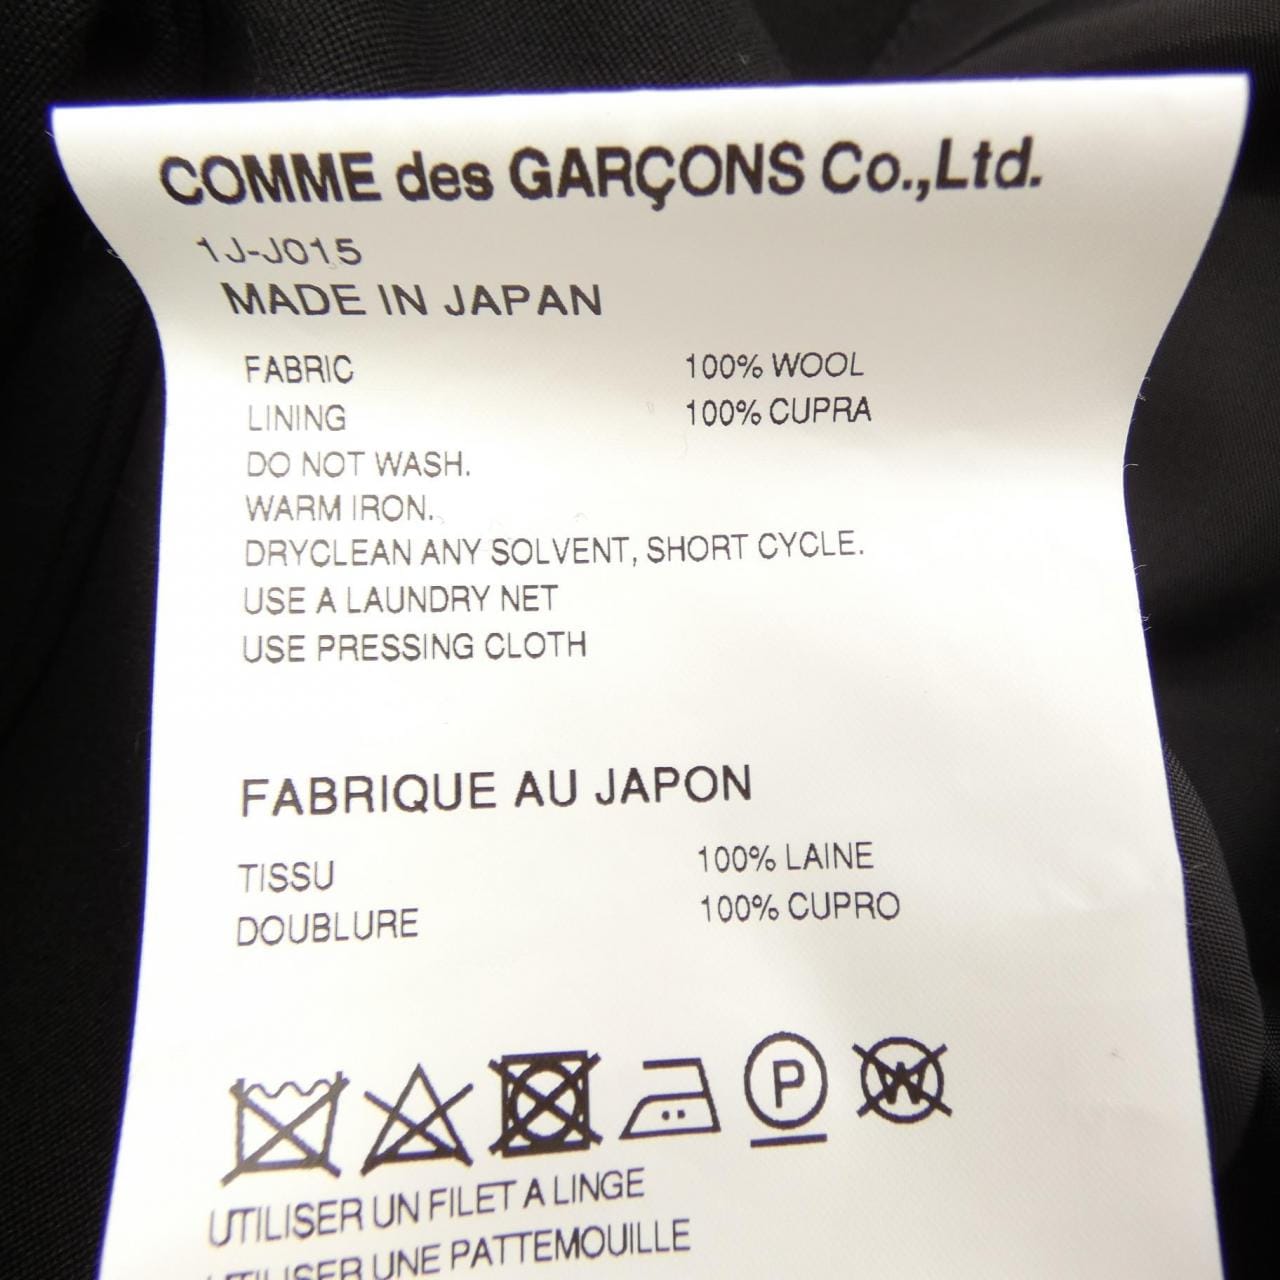 COMME des GARÇONS Co.,Ltd.
1J-J015
MADE IN JAPAN
FABRIC 100% WOOL
LINING 100% CUPRA
DO NOT WASH.
WARM IRON.
DRYCLEAN ANY SOLVENT, SHORT CYCLE.
USE A LAUNDRY NET
USE PRESSING CLOTH
FABRIQUE AU JAPON
TISSU 100% LAINE
DOUBLURE 100% CUPRO
P W
UTILISER UN FILET A LINGE
UTILISER UNE PATTEMOUILLE